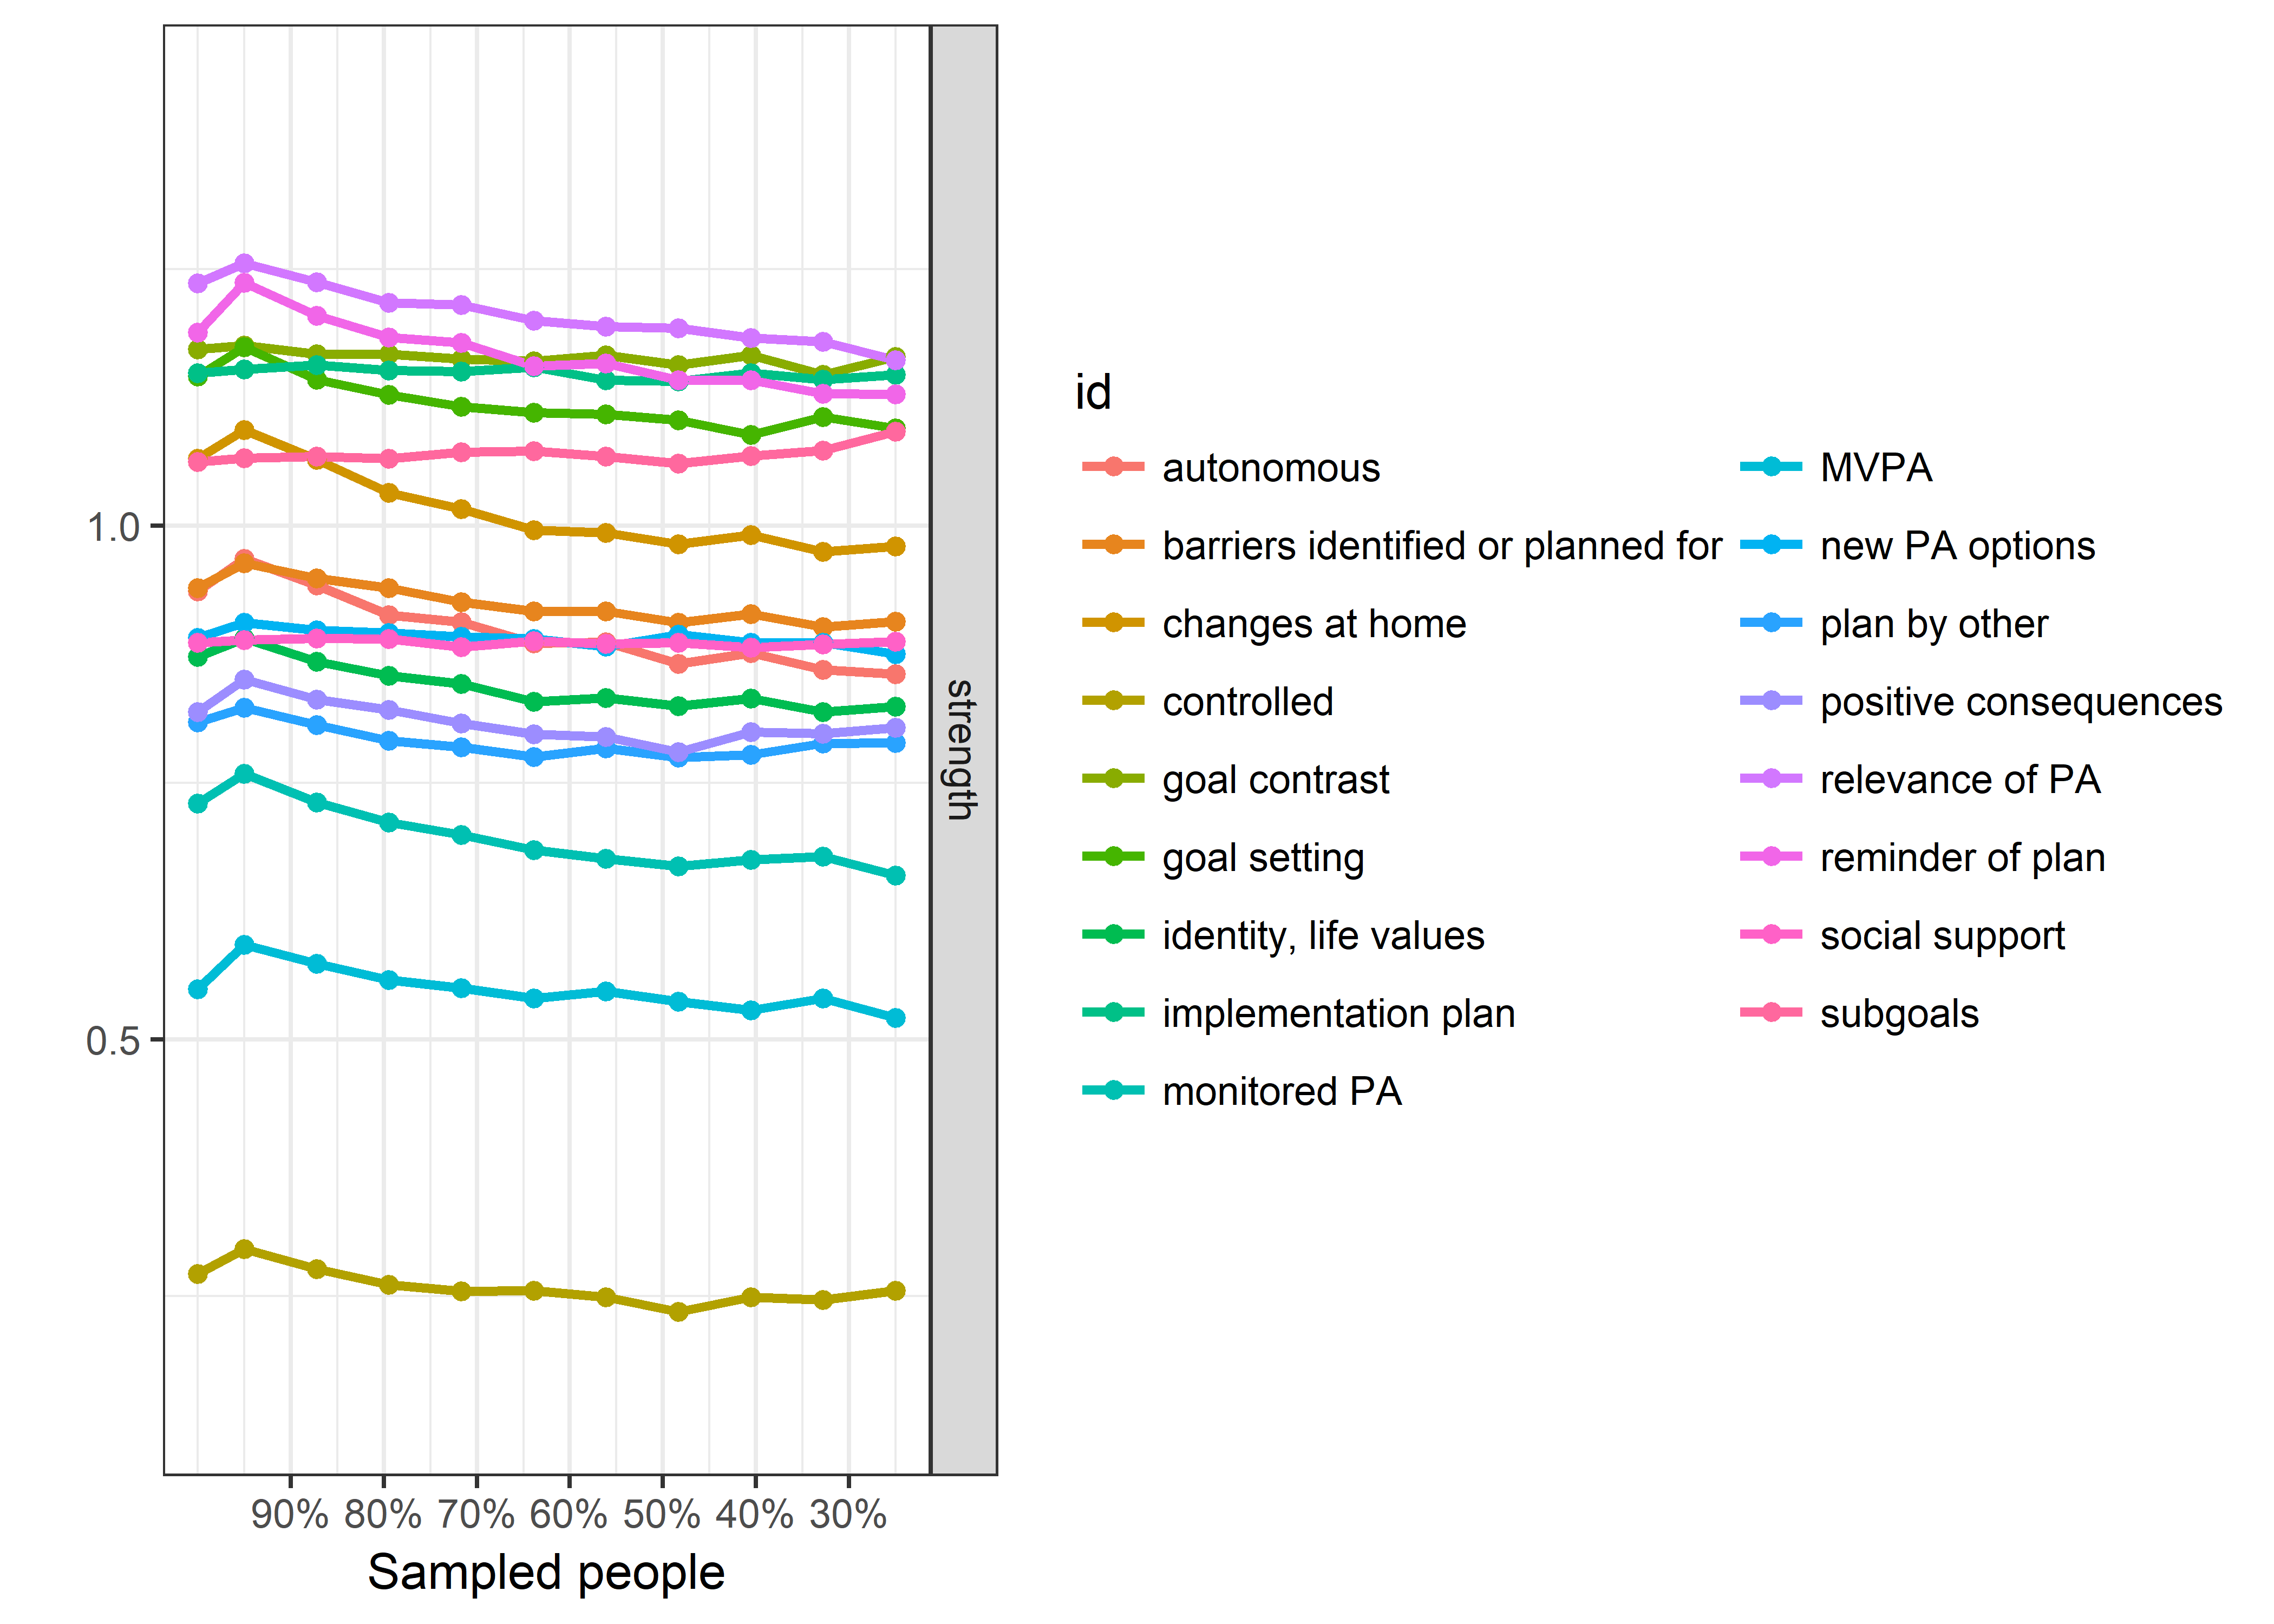 1.0
0.5
90% 80% 70% 60% 50% 40% 30%
Sampled people
strength
id
autonomous
barriers identified or planned for
changes at home
controlled
goal contrast
goal setting
identity, life values
implementation plan
monitored PA
MVPA
new PA options
plan by other
positive consequences
relevance of PA
reminder of plan
social support
subgoals